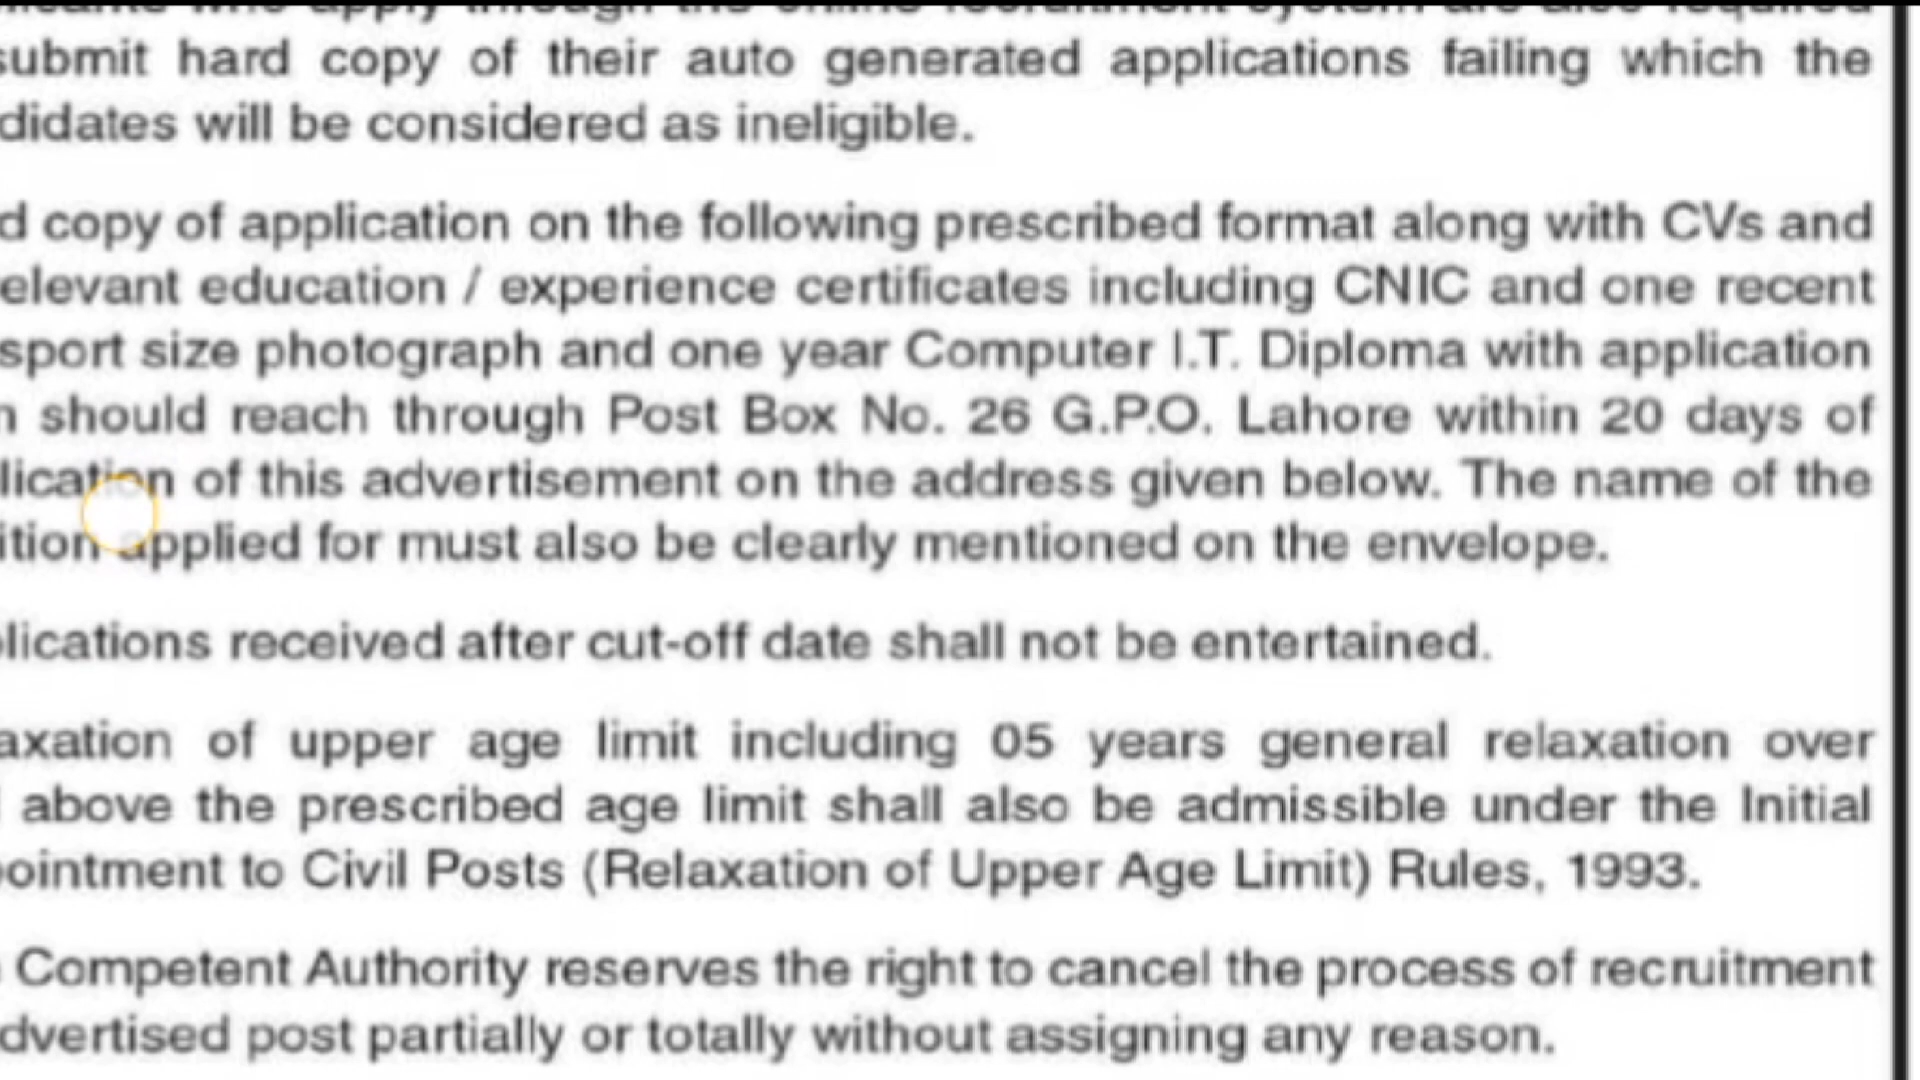 submit hard copy of their auto generated applications failing which the
didates will be considered as ineligible.
d copy of application on the following prescribed format along with CVs and
elevant education / experience certificates including CNIC and one recent
sport size photograph and one year Computer I.T. Diploma with application
should reach through Post Box No. 26 G.P.O. Lahore within 20 days of
lication of this advertisement on the address given below. The name of the
ition applied for must also be clearly mentioned on the envelope.
lications received after cut-off date shall not be entertained.
axation of upper age limit including 05 years general relaxation over
above the prescribed age limit shall also be admissible under the Initial
ointment to Civil Posts (Relaxation of Upper Age Limit) Rules, 1993.
Competent Authority reserves the right to cancel the process of recruitment
dvertised post partially or totally without assigning any reason.